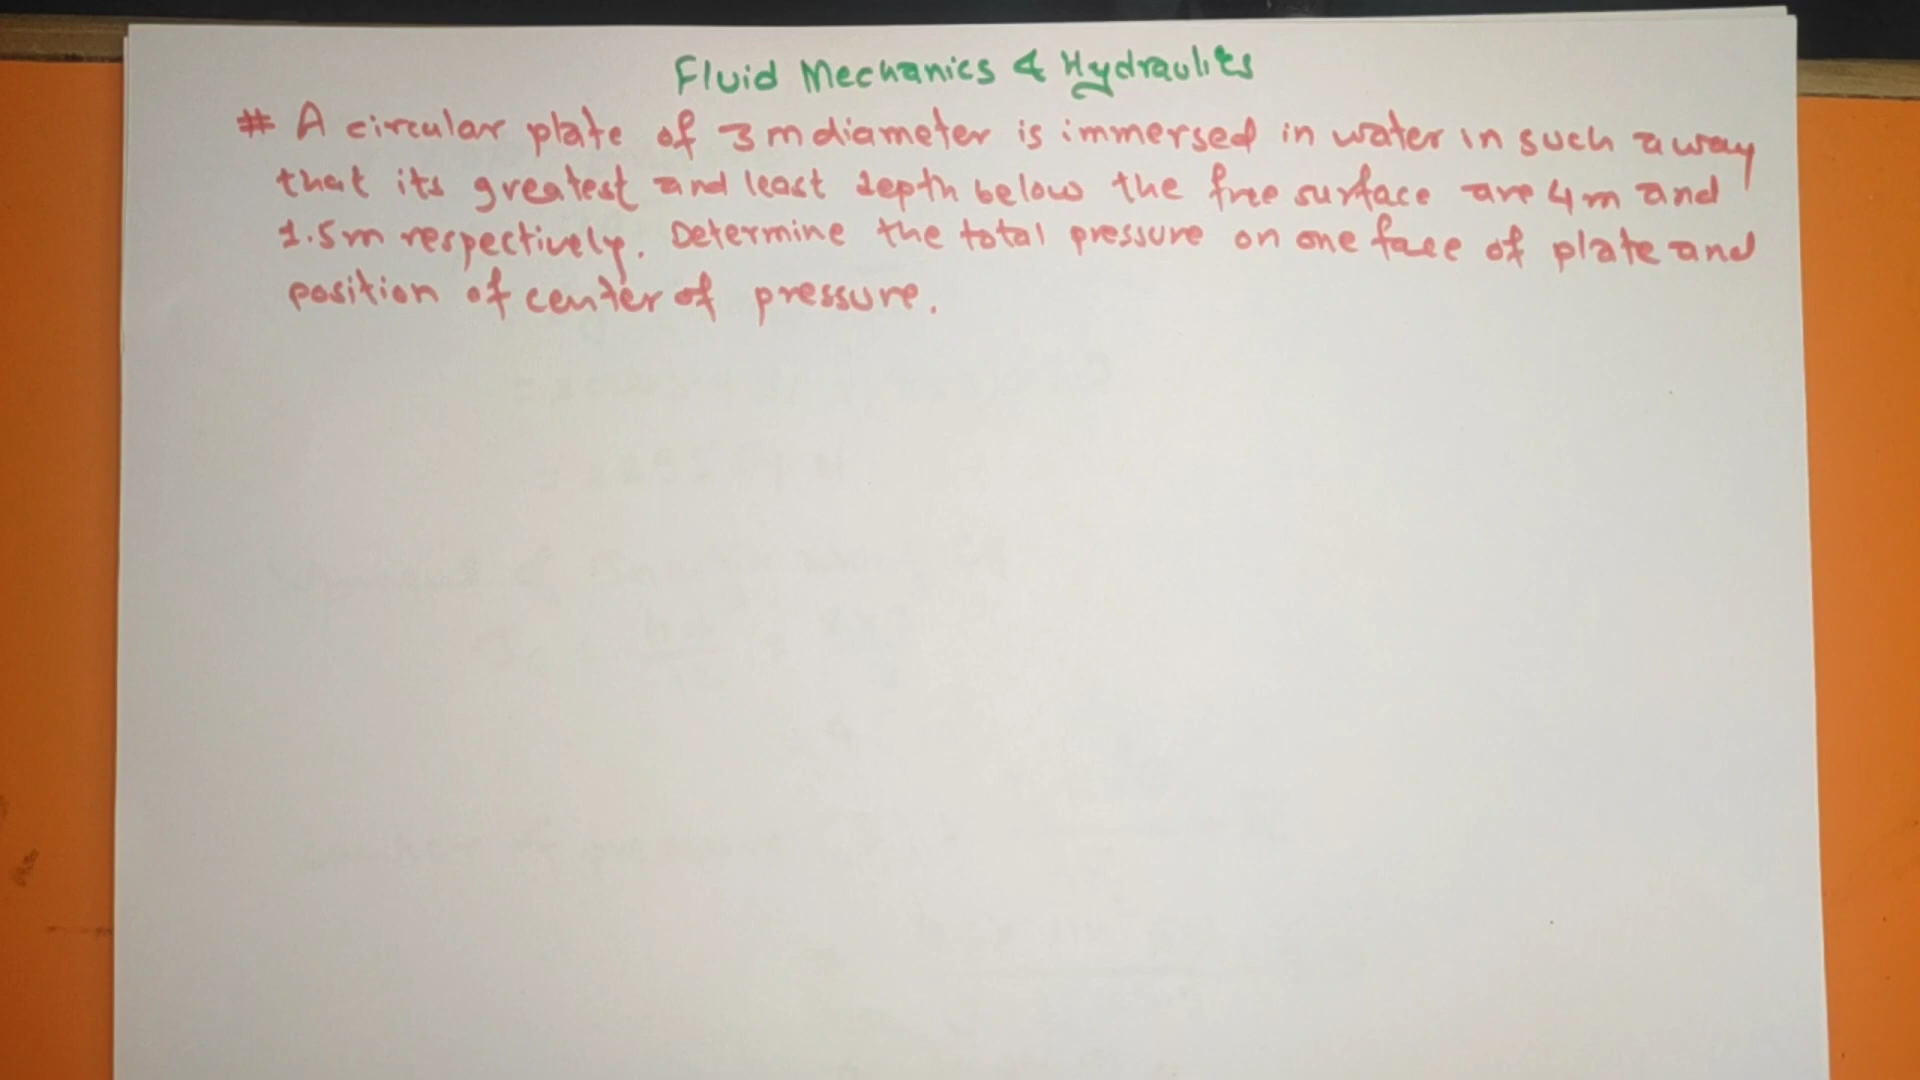 Fluid Mechanics & Hydraulics
# A circular plate of 3 m diameter is immersed in water in such a way
that its greatest and least depth below the free surface are 4 m and
1.5 m respectively. Determine the total pressure on one face of plate and
position of center of pressure.